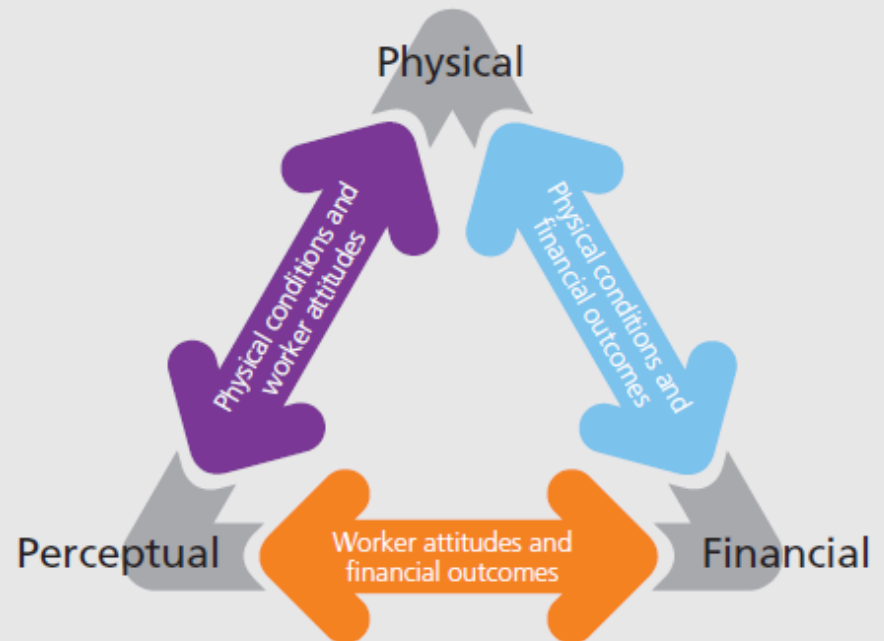 Physical
Physical conditions and
worker attitudes
Physical conditions and
financial outcomes
Perceptual
Worker attitudes and
financial outcomes
Financial